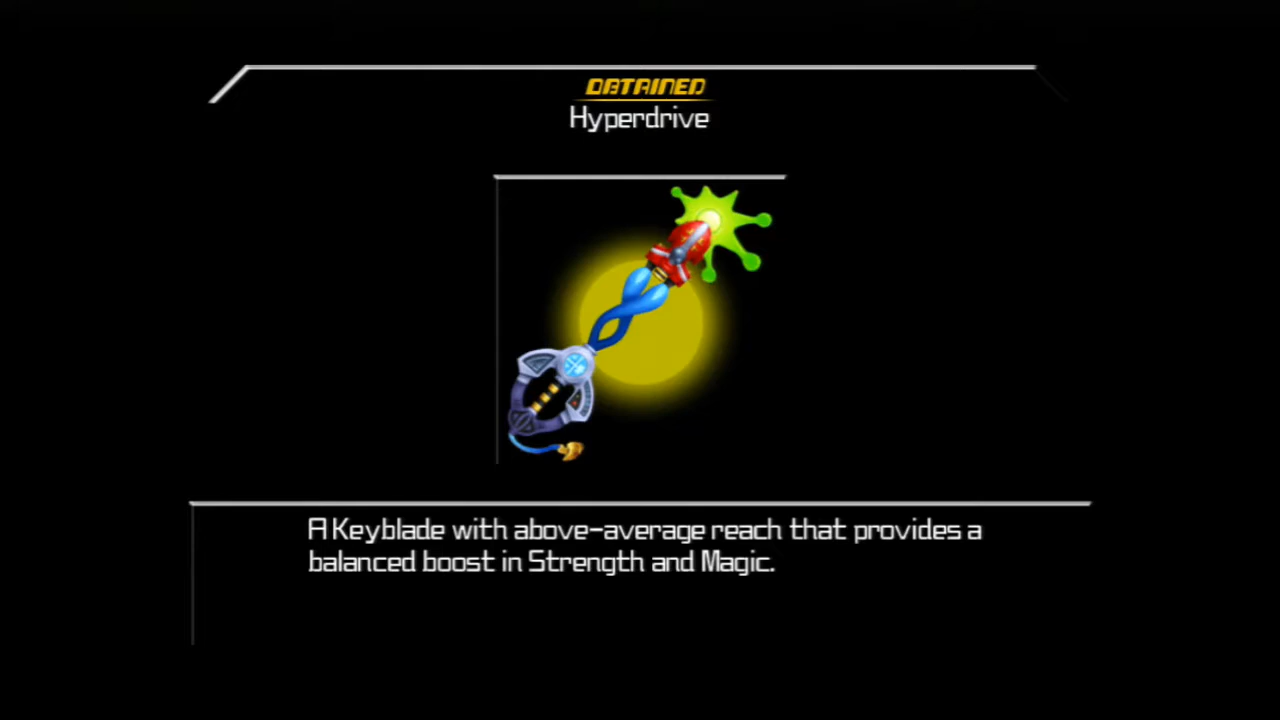 OBTAINED
Hyperdrive
A Keyblade with above-average reach that provides a
balanced boost in Strength and Magic.